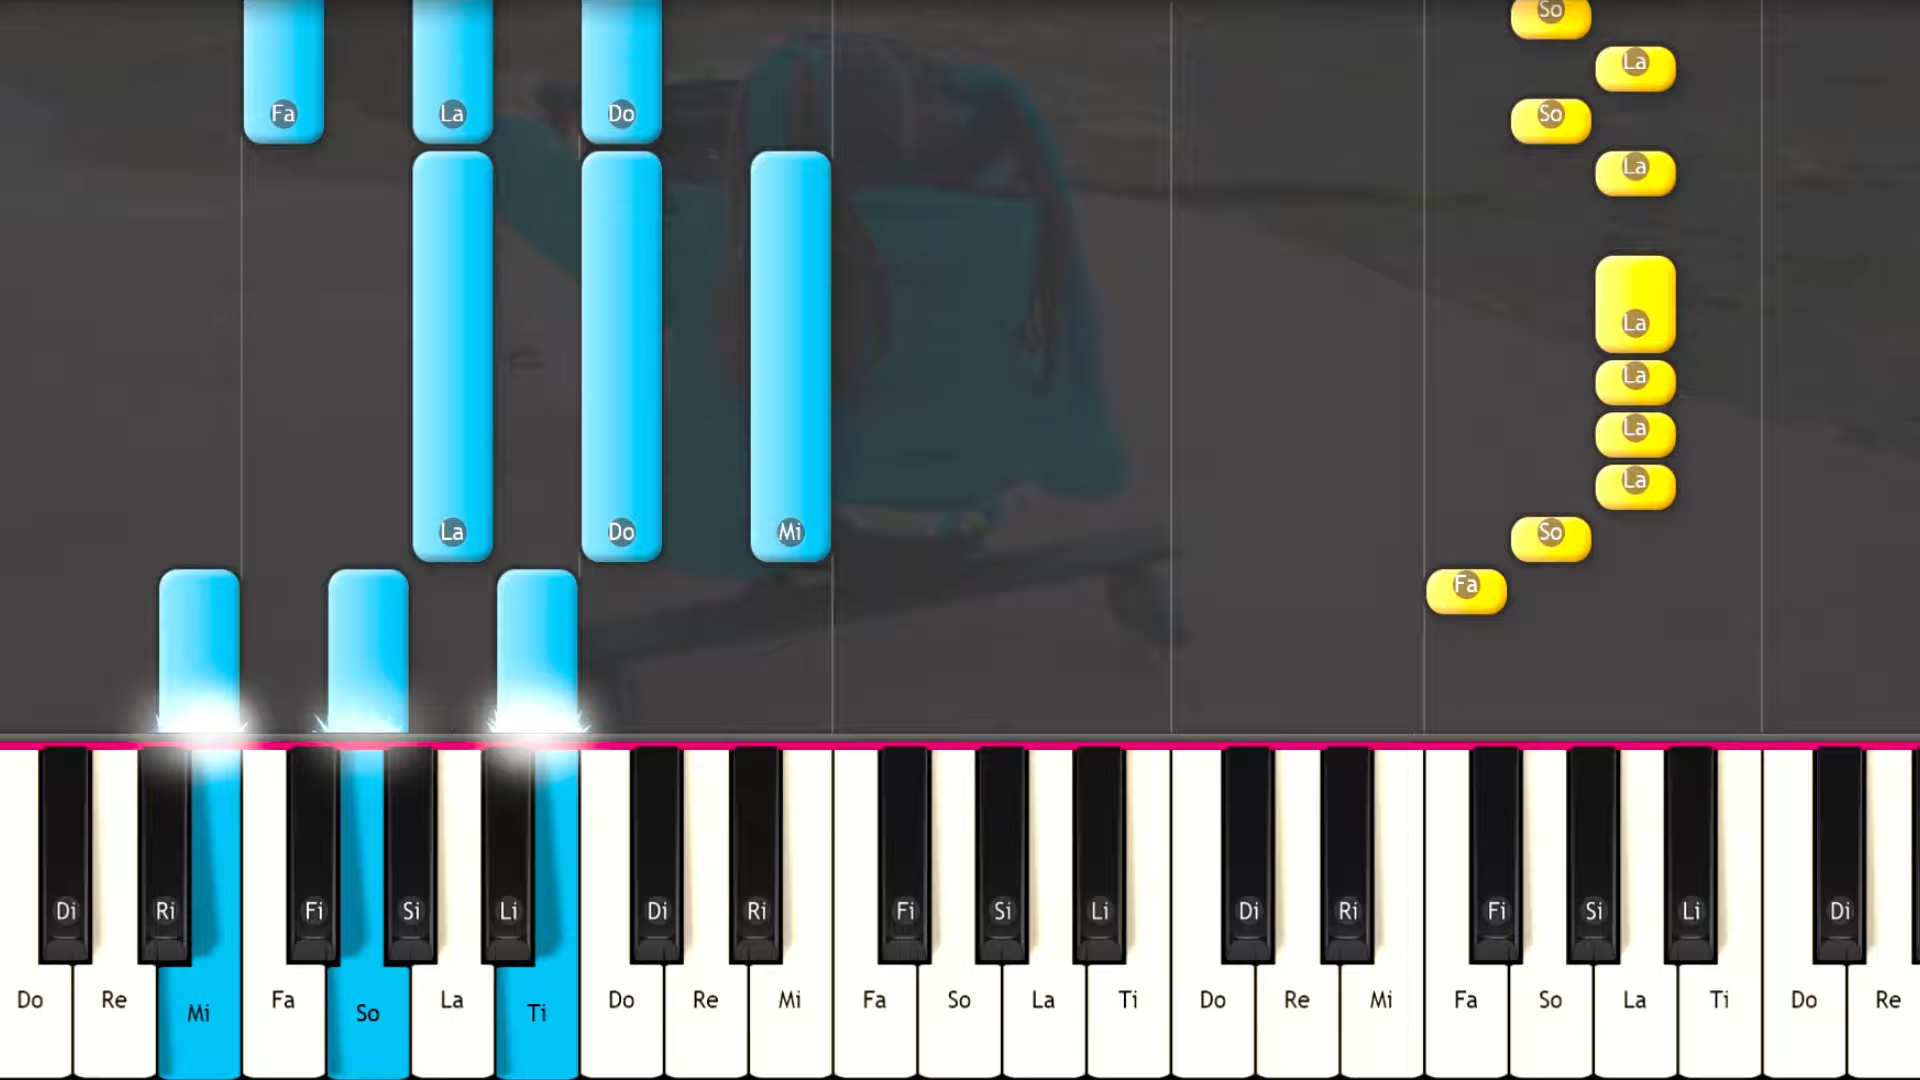 So
La
Fa La Do So
La
La
La
La
La
La Do Mi So
Fa
Di Ri Fi Si Li Di Ri Fi Si Li Di Ri Fi Si Li Di
Do Re Mi Fa So La Ti Do Re Mi Fa So La Ti Do Re Mi Fa So La Ti Do Re